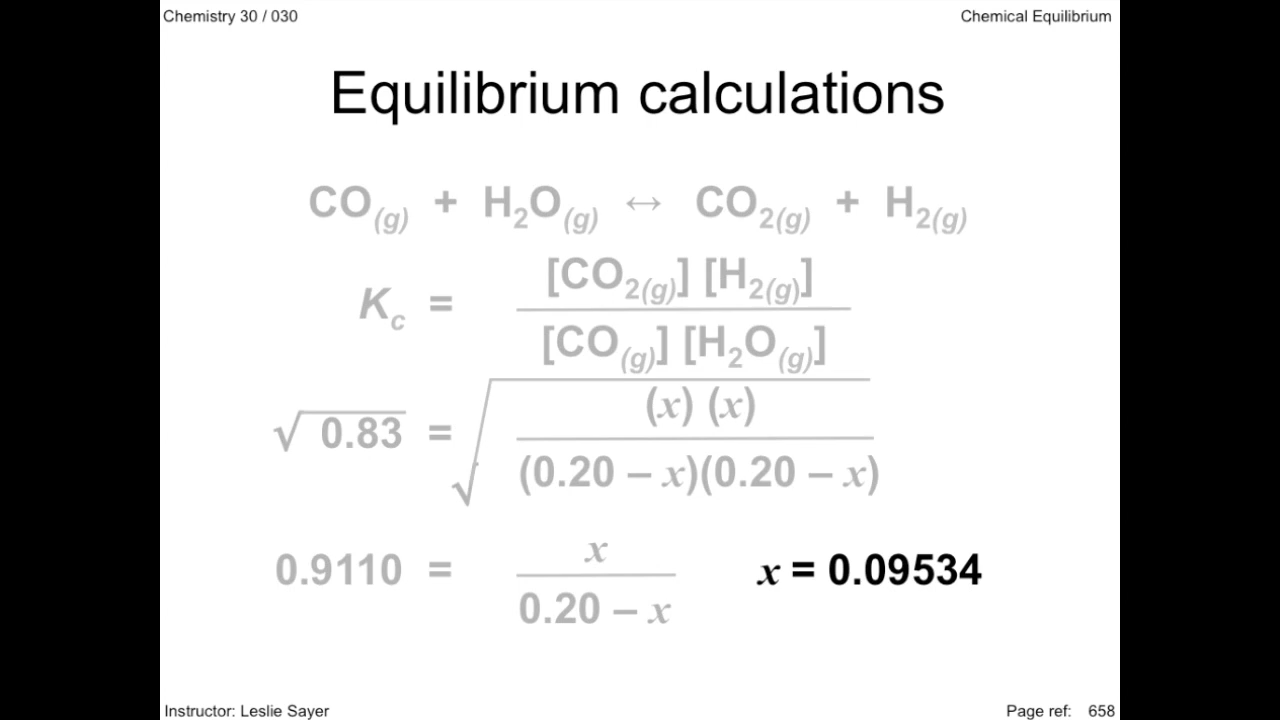 Chemistry 30 / 030
Chemical Equilibrium
Equilibrium calculations
CO(g) + H₂O(g) ↔ CO₂(g) + H₂(g)
Kc = [CO₂(g)] [H₂(g)] / [CO(g)] [H₂O(g)]
√0.83 = √((x) (x) / (0.20 – x)(0.20 – x))
0.9110 = x / 0.20 – x
x = 0.09534
Instructor: Leslie Sayer
Page ref: 658